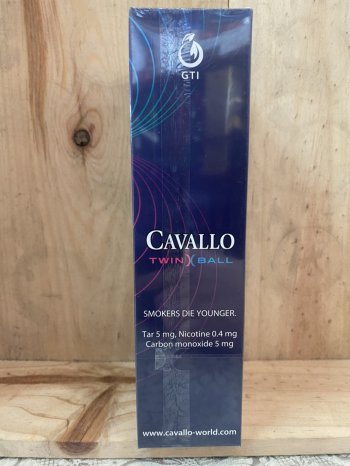 GTI
CAVALLO
TWIN X BALL
SMOKERS DIE YOUNGER.
Tar 5 mg, Nicotine 0.4 mg
Carbon monoxide 5 mg
www.cavallo-world.com